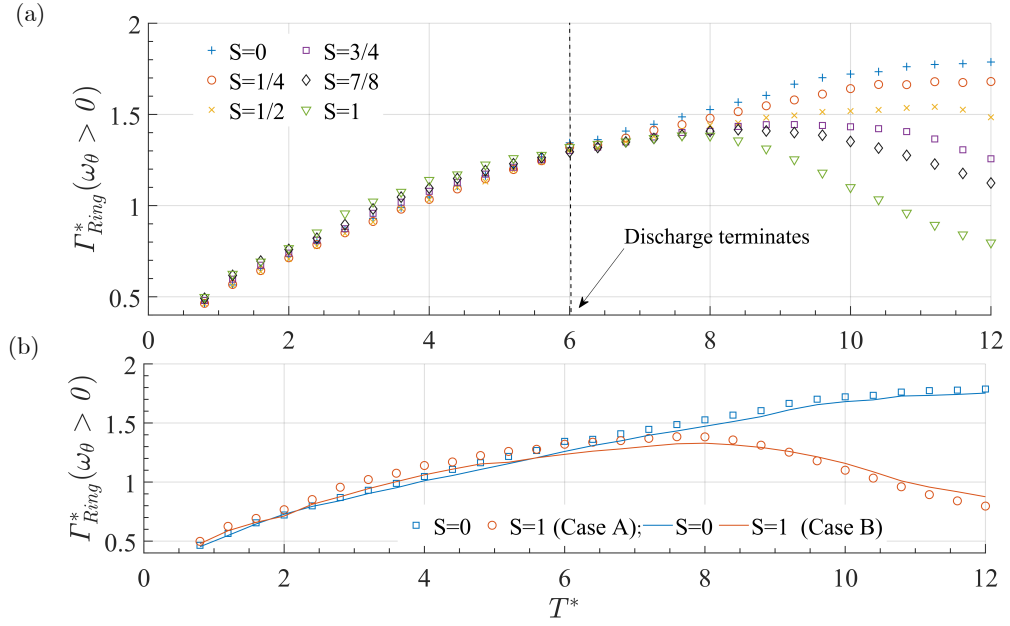 (a)
2
S=0 S=3/4
S=1/4 S=7/8
S=1/2 S=1
1.5
1
0.5
Γ*Ring(ωθ > 0)
Discharge terminates
0 2 4 6 8 10 12
(b)
2
1.5
1
0.5
Γ*Ring(ωθ > 0)
S=0 S=1 (Case A); S=0 S=1 (Case B)
0 2 4 6 8 10 12
T*